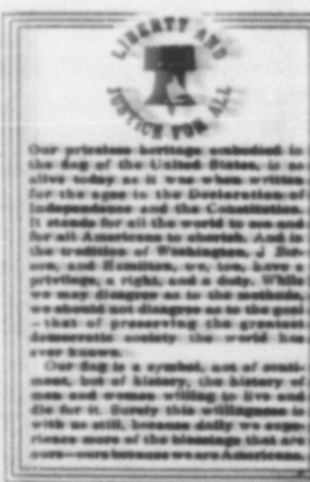 LIBERTY AND
JUSTICE FOR ALL
Our priceless heritage embodied in
the flag of the United States, is as
alive today as it was when written
for the ages in the Declaration of
Independence and the Constitution.
It stands for all the world to see and
for all Americans to cherish. And in
the tradition of Washington,
and Hamilton, we, too, have a
privilege, a right, and a duty. While
we may disagree as to the methods,
we should not disagree as to the goal
—that of preserving the greatest
democratic society the world has
ever known.
Our flag is a symbol, not of senti-
ment, but of history, the history of
men and women willing to live and
die for it. Surely this willingness is
with us still, because daily we expe-
rience more of the blessings that are
ours—ours because we are Americans.